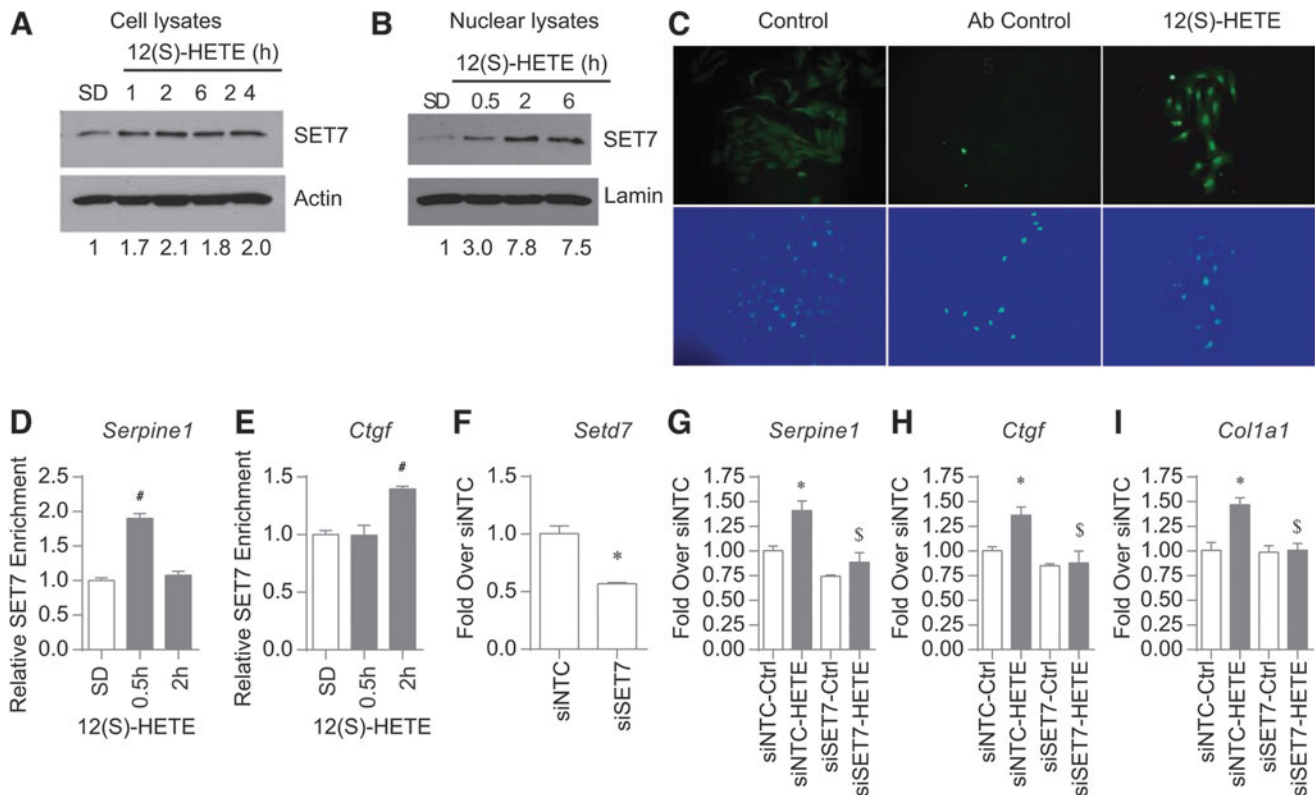 A
Cell lysates
12(S)-HETE (h)
SD 1 2 6 2 4
SET7
Actin
1 1.7 2.1 1.8 2.0
B
Nuclear lysates
12(S)-HETE (h)
SD 0.5 2 6
SET7
Lamin
1 3.0 7.8 7.5
C
Control Ab Control 12(S)-HETE
5
D
Serpine1
Relative SET7 Enrichment
2.5
2.0
1.5
1.0
0.5
0.0
#
SD 0.5h 2h
12(S)-HETE
E
Ctgf
Relative SET7 Enrichment
1.5
1.0
1.0
0.0
#
SD 0.5h 2h
12(S)-HETE
F
Setd7
Fold Over siNTC
1.5
1.0
0.5
0.0
*
siNTC siSET7
G
Serpine1
Fold Over siNTC
1.75
1.50
1.25
1.00
0.75
0.50
0.25
0.00
* $
siNTC-Ctrl siNTC-HETE siSET7-Ctrl siSET7-HETE
H
Ctgf
Fold Over siNTC
1.75
1.50
1.25
1.00
0.75
0.50
0.25
0.00
* $
siNTC-Ctrl siNTC-HETE siSET7-Ctrl siSET7-HETE
I
Col1a1
Fold Over siNTC
1.75
1.50
1.25
1.00
0.75
0.50
0.25
0.00
* $
siNTC-Ctrl siNTC-HETE siSET7-Ctrl siSET7-HETE